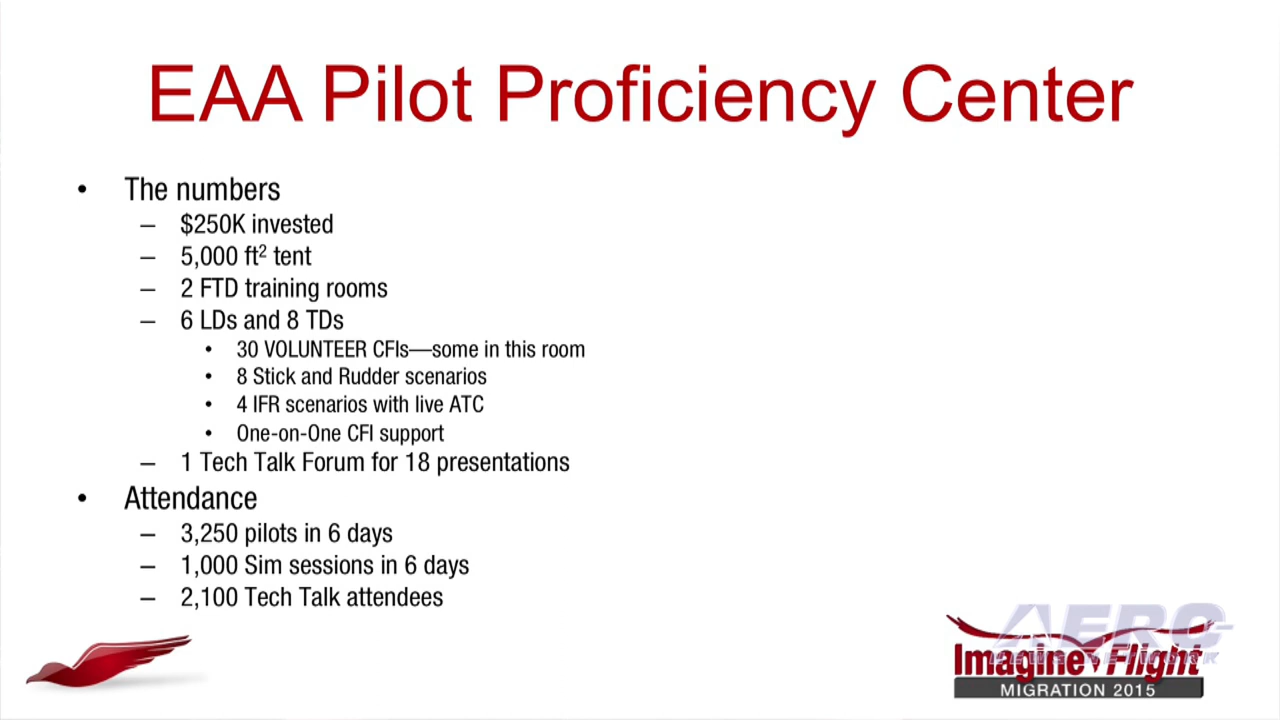 EAA Pilot Proficiency Center
• The numbers
– $250K invested
– 5,000 ft² tent
– 2 FTD training rooms
– 6 LDs and 8 TDs
• 30 VOLUNTEER CFIs—some in this room
• 8 Stick and Rudder scenarios
• 4 IFR scenarios with live ATC
• One-on-One CFI support
– 1 Tech Talk Forum for 18 presentations
• Attendance
– 3,250 pilots in 6 days
– 1,000 Sim sessions in 6 days
– 2,100 Tech Talk attendees
AERO
NEWS NETWORK
Imagine Flight
MIGRATION 2015